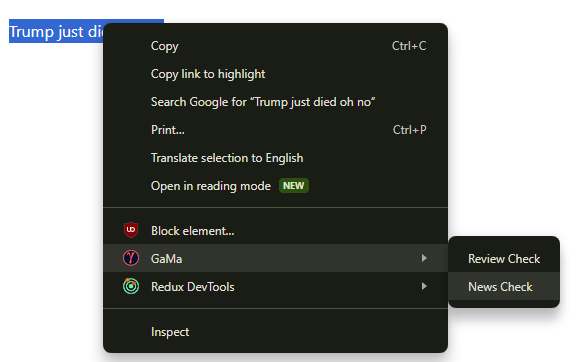 Trump just di
Copy Ctrl+C
Copy link to highlight
Search Google for “Trump just died oh no”
Print... Ctrl+P
Translate selection to English
Open in reading mode NEW
Block element...
GaMa
Review Check
Redux DevTools
News Check
Inspect